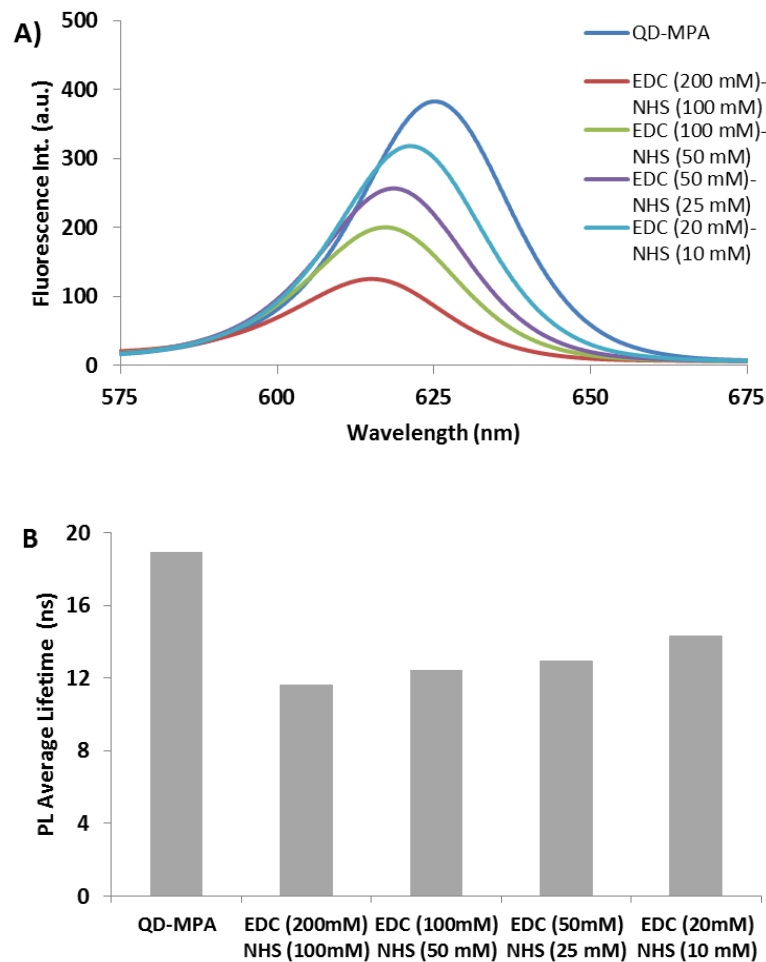 A)
500
400
300
200
100
0
Fluorescence Int. (a.u.)
575
600
625
650
675
Wavelength (nm)
QD-MPA
EDC (200 mM)-
NHS (100 mM)
EDC (100 mM)-
NHS (50 mM)
EDC (50 mM)-
NHS (25 mM)
EDC (20 mM)-
NHS (10 mM)
B
20
16
12
8
4
0
PL Average Lifetime (ns)
QD-MPA
EDC (200mM)
NHS (100mM)
EDC (100mM)
NHS (50 mM)
EDC (50mM)
NHS (25 mM)
EDC (20mM)
NHS (10 mM)